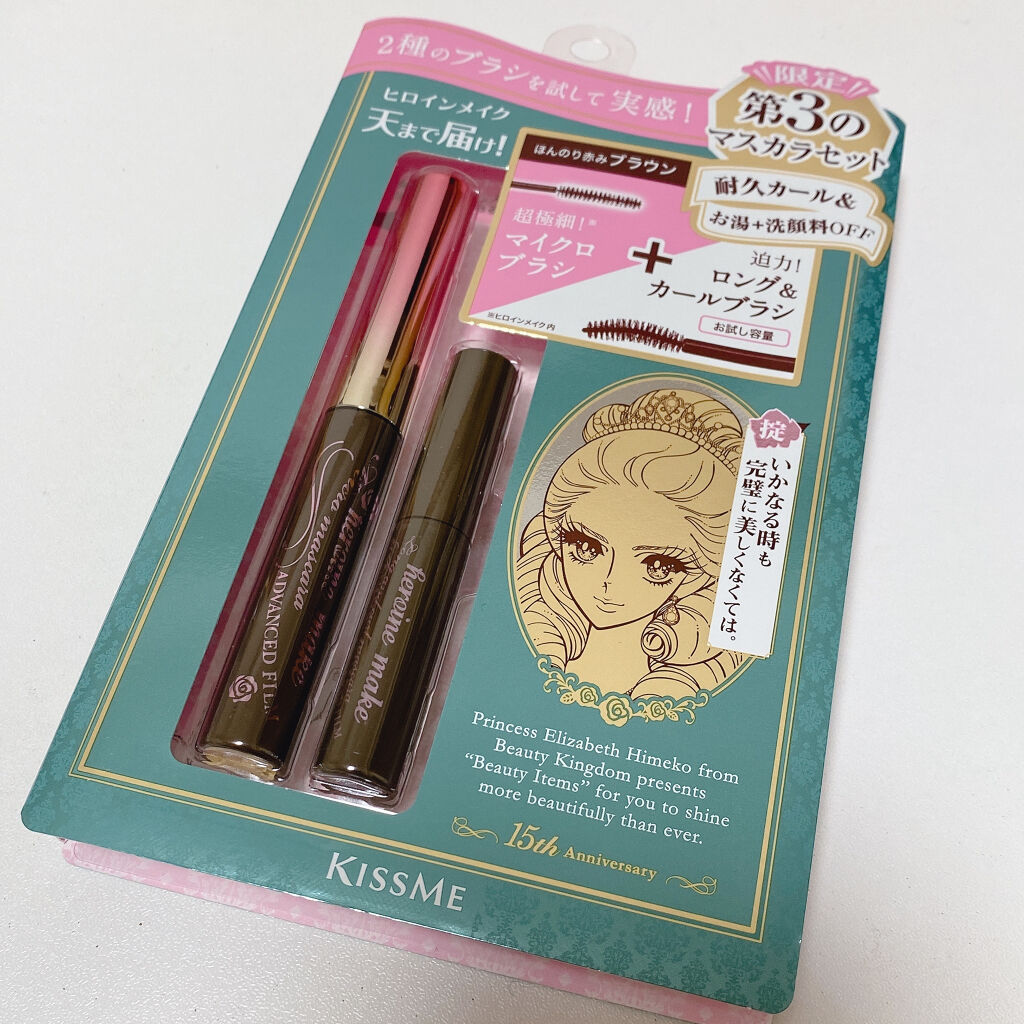 2種のブラシを試して実感!
ヒロインメイク
天まで届け!
限定!!
第3の
マスカラセット
耐久カール&
お湯+洗顔料OFF
ほんのり赤みブラウン
超極細!※
マイクロ
ブラシ
+
迫力!
ロング&
カールブラシ
お試し容量
※ヒロインメイク内
掟
いかなる時も
完璧に美しくなくては。
heroine make
mascara
ADVANCED FILM
heroine make
Princess Elizabeth Himeko from
Beauty Kingdom presents
“Beauty Items” for you to shine
more beautifully than ever.
15th Anniversary
KISSME